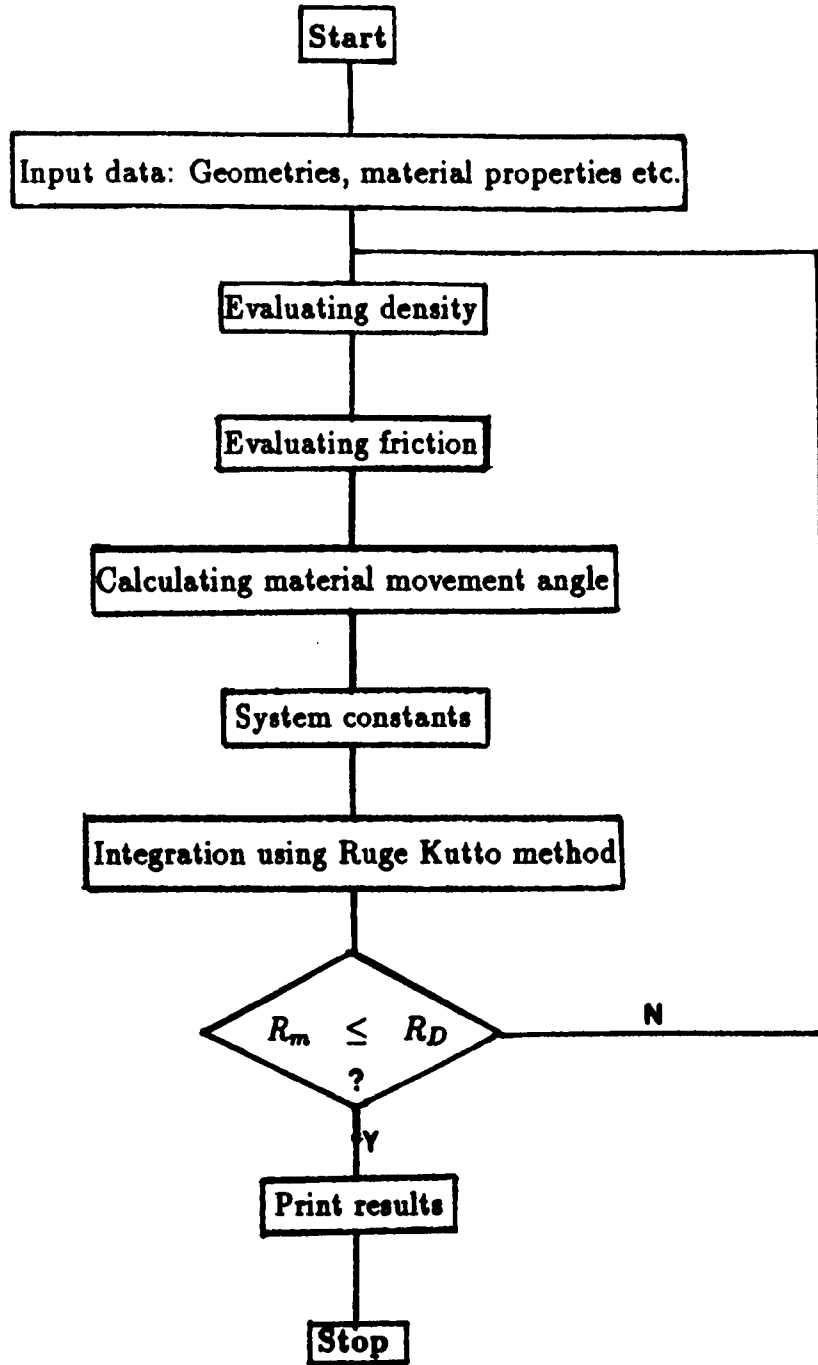 Start
Input data: Geometries, material properties etc.
Evaluating density
Evaluating friction
Calculating material movement angle
System constants
Integration using Ruge Kutto method
R_m ≤ R_D
?
N
Y
Print results
Stop